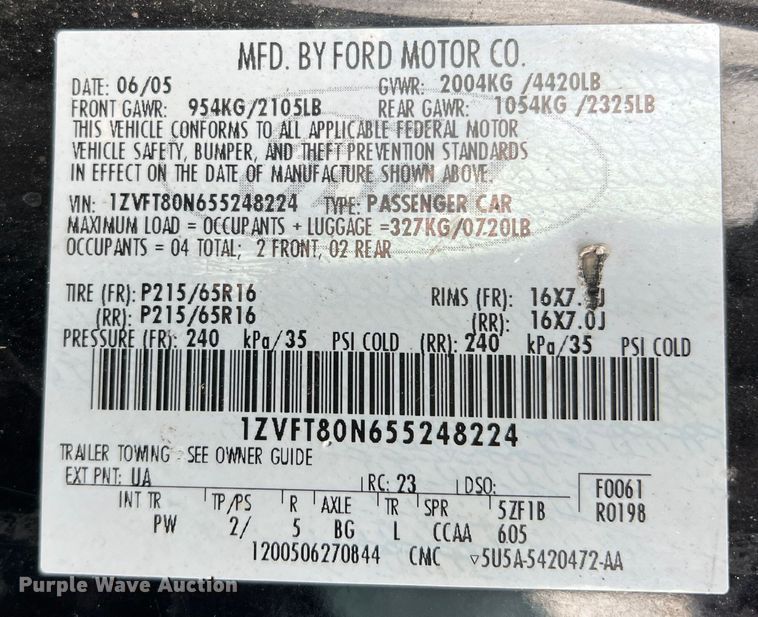 MFD. BY FORD MOTOR CO.
DATE: 06/05 GVWR: 2004KG /4420LB
FRONT GAWR: 954KG/2105LB REAR GAWR: 1054KG/2325LB
THIS VEHICLE CONFORMS TO ALL APPLICABLE FEDERAL MOTOR
VEHICLE SAFETY, BUMPER, AND THEFT PREVENTION STANDARDS
IN EFFECT ON THE DATE OF MANUFACTURE SHOWN ABOVE.
VIN: 1ZVFT80N655248224 TYPE: PASSENGER CAR
MAXIMUM LOAD = OCCUPANTS + LUGGAGE =327KG/0720LB
OCCUPANTS = 04 TOTAL; 2 FRONT, 02 REAR
TIRE (FR): P215/65R16 RIMS (FR): 16X7.0J
(RR): P215/65R16 (RR): 16X7.0J
PRESSURE (FR): 240 kPa/35 PSI COLD (RR): 240 kPa/35 PSI COLD
1ZVFT80N655248224
TRAILER TOWING - SEE OWNER GUIDE
EXT PNT: UA RC: 23 DSO: F0061
INT TR TP/PS R AXLE TR SPR 5ZF1B R0198
PW 2/ 5 BG L CCAA 6.05
1200506270844 CMC ▽5U5A-5420472-AA
Purple Wave Auction